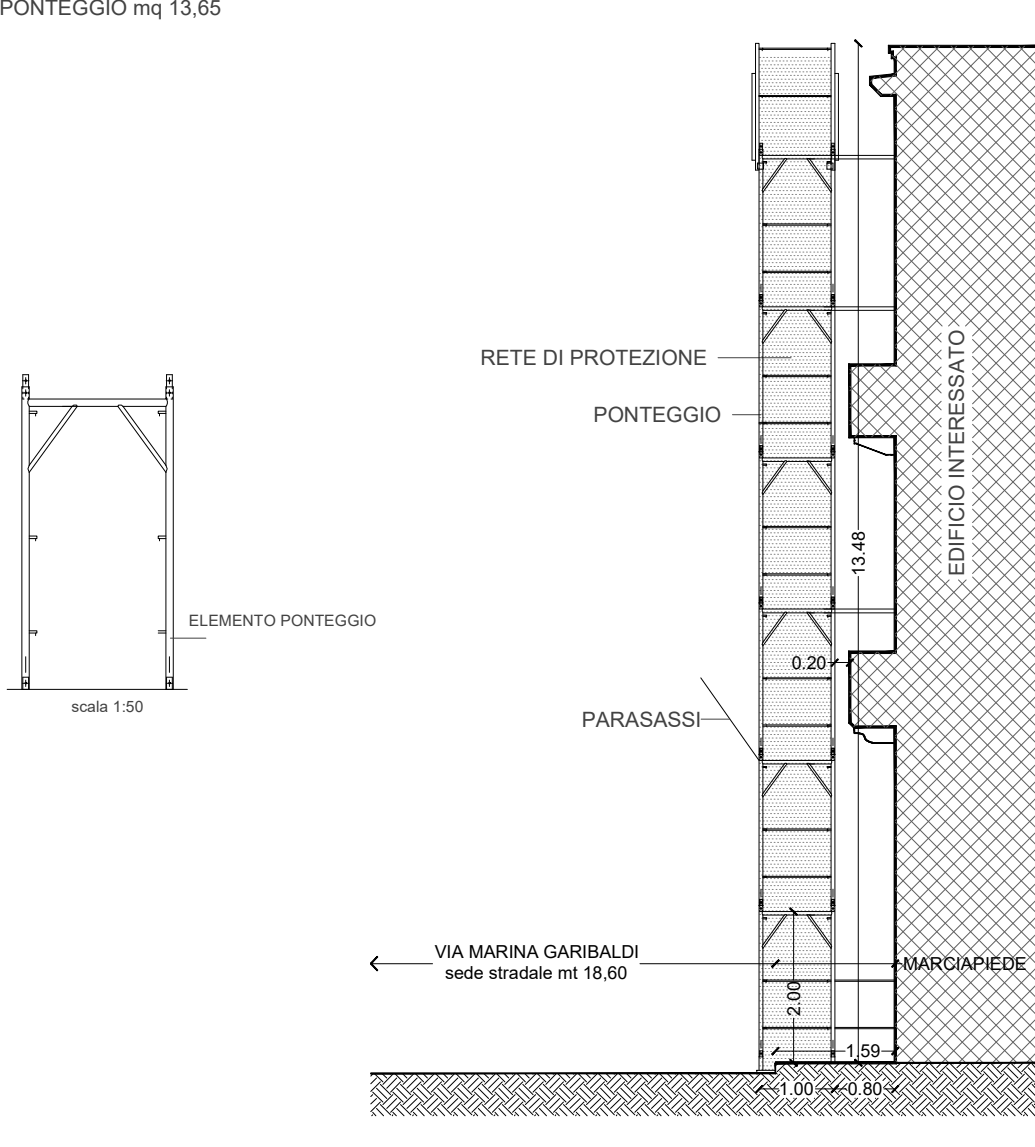 PONTEGGIO mq 13,65
RETE DI PROTEZIONE
PONTEGGIO
EDIFICIO INTERESSATO
13.48
ELEMENTO PONTEGGIO
scala 1:50
0.20
PARASASSI
VIA MARINA GARIBALDI
sede stradale mt 18,60
MARCIAPIEDE
2.00
1.59
1.00
0.80